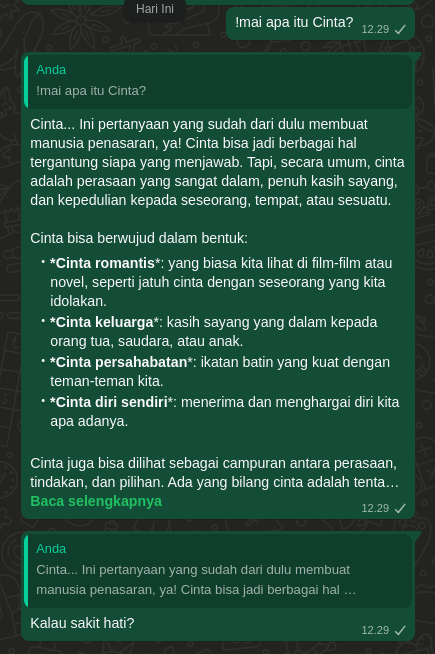 Hari Ini
!mai apa itu Cinta?
12.29
Anda
!mai apa itu Cinta?
Cinta... Ini pertanyaan yang sudah dari dulu membuat
manusia penasaran, ya! Cinta bisa jadi berbagai hal
tergantung siapa yang menjawab. Tapi, secara umum, cinta
adalah perasaan yang sangat dalam, penuh kasih sayang,
dan kepedulian kepada seseorang, tempat, atau sesuatu.
Cinta bisa berwujud dalam bentuk:
• *Cinta romantis*: yang biasa kita lihat di film-film atau
novel, seperti jatuh cinta dengan seseorang yang kita
idolakan.
• *Cinta keluarga*: kasih sayang yang dalam kepada
orang tua, saudara, atau anak.
• *Cinta persahabatan*: ikatan batin yang kuat dengan
teman-teman kita.
• *Cinta diri sendiri*: menerima dan menghargai diri kita
apa adanya.
Cinta juga bisa dilihat sebagai campuran antara perasaan,
tindakan, dan pilihan. Ada yang bilang cinta adalah tenta...
Baca selengkapnya
12.29
Anda
Cinta... Ini pertanyaan yang sudah dari dulu membuat
manusia penasaran, ya! Cinta bisa jadi berbagai hal ...
Kalau sakit hati?
12.29